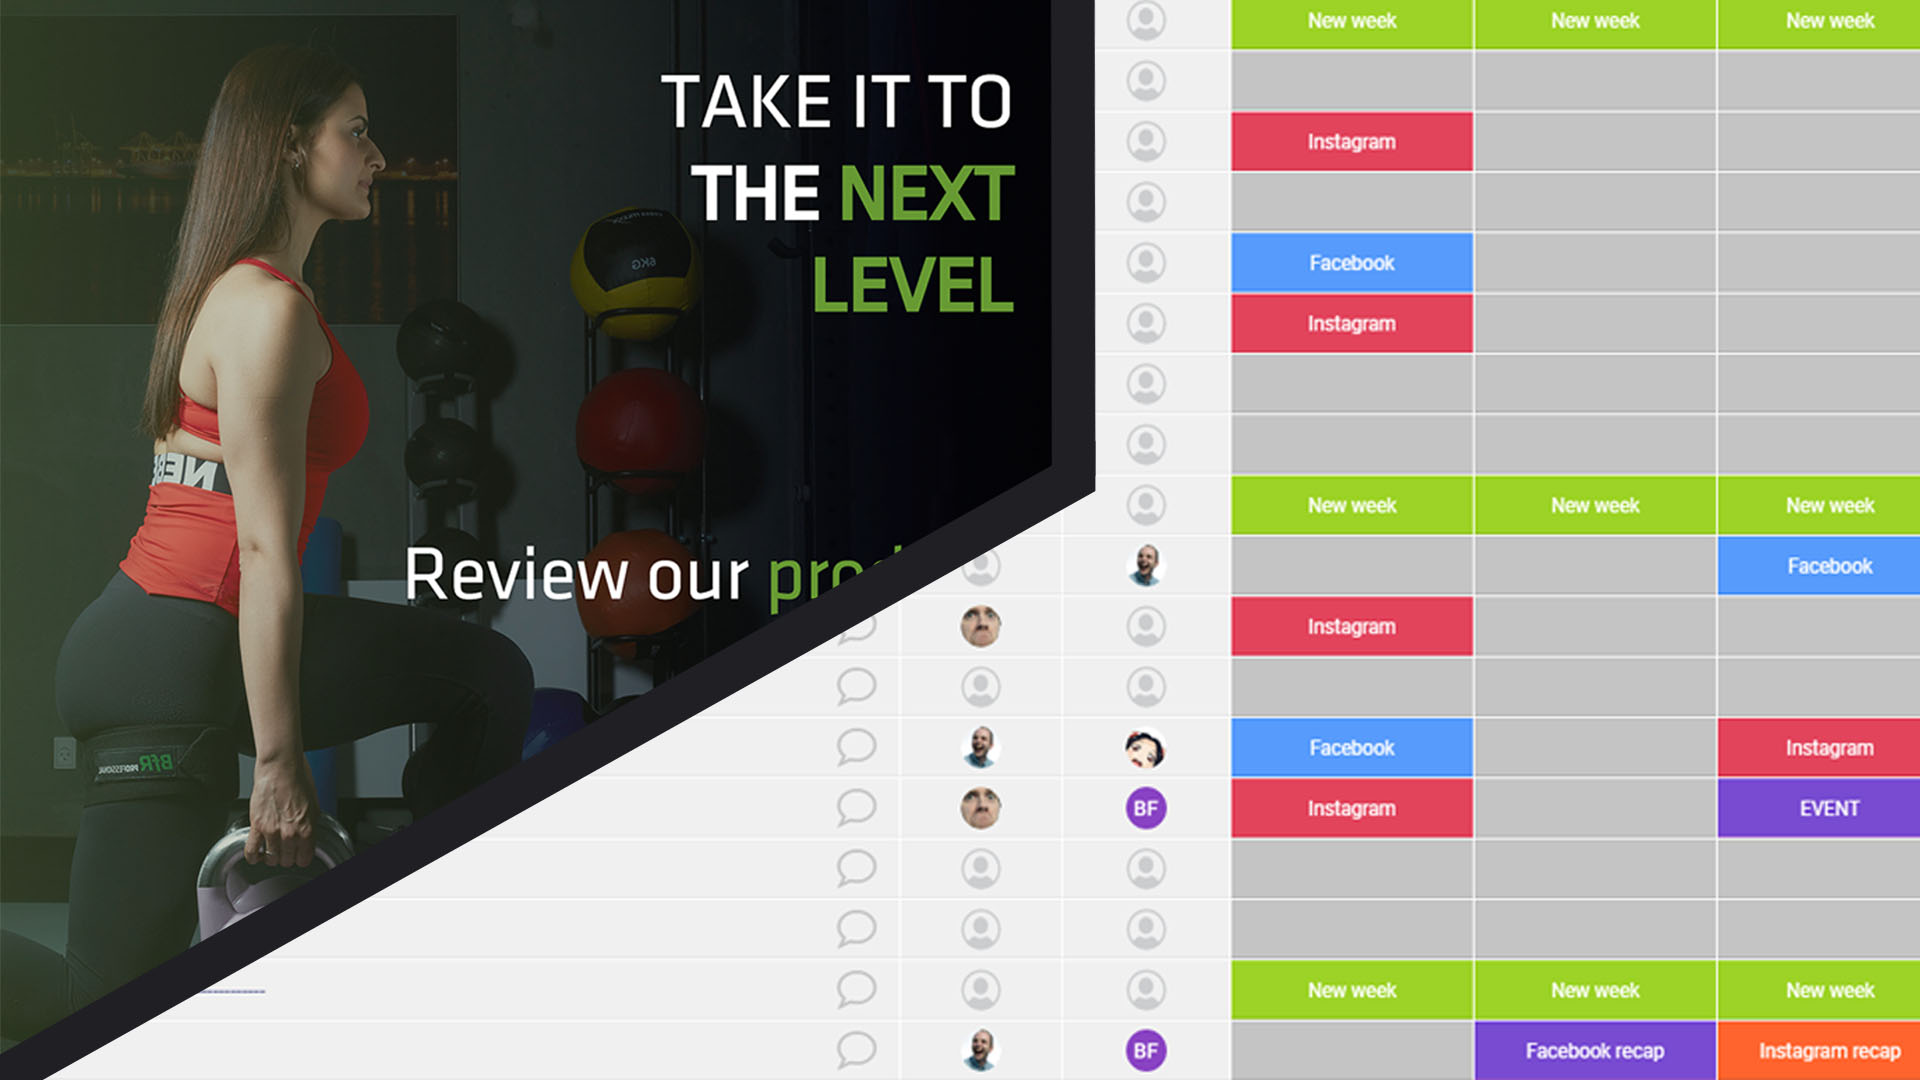 TAKE IT TO
THE NEXT
LEVEL
6KG
NEB
Review our
BfR PROFESSIONAL
New week New week New week
Instagram
Facebook
Instagram
New week New week New week
Facebook
Instagram
Facebook Instagram
BF Instagram EVENT
New week New week New week
BF Facebook recap Instagram recap